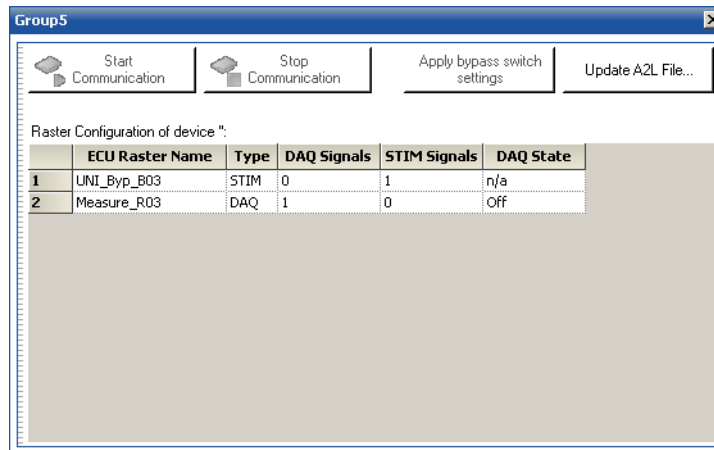 Group5
Start
Communication
Stop
Communication
Apply bypass switch
settings
Update A2L File...
Raster Configuration of device '':
ECU Raster Name Type DAQ Signals STIM Signals DAQ State
1 UNI_Byp_B03 STIM 0 1 n/a
2 Measure_R03 DAQ 1 0 Off